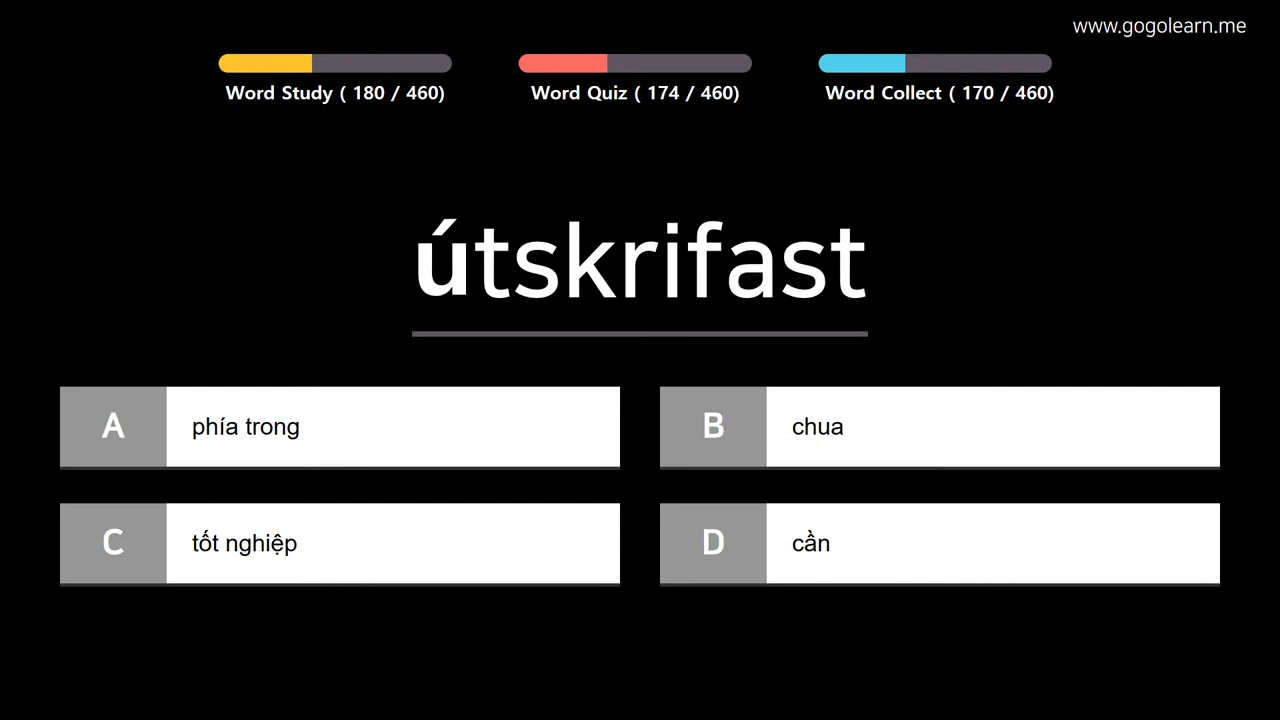 www.gogolearn.me
Word Study ( 180 / 460)
Word Quiz ( 174 / 460)
Word Collect ( 170 / 460)
útskrifast
A
phía trong
B
chua
C
tốt nghiệp
D
cần